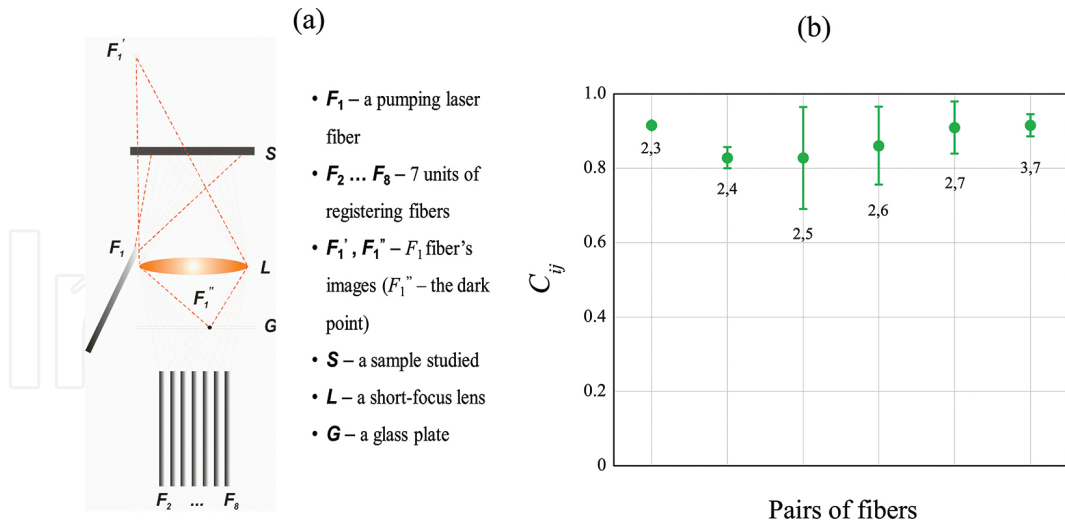 (a)
F₁'
S
F₁
L
F₁''
G
F₂ ... F₈
• F₁ – a pumping laser
fiber
• F₂ ... F₈ – 7 units of
registering fibers
• F₁' , F₁'' – F₁ fiber's
images (F₁'' – the dark
point)
• S – a sample studied
• L – a short-focus lens
• G – a glass plate
(b)
1.0
0.8
0.6
0.4
0.2
0
C_ij
2,3
2,4
2,5
2,6
2,7
3,7
Pairs of fibers